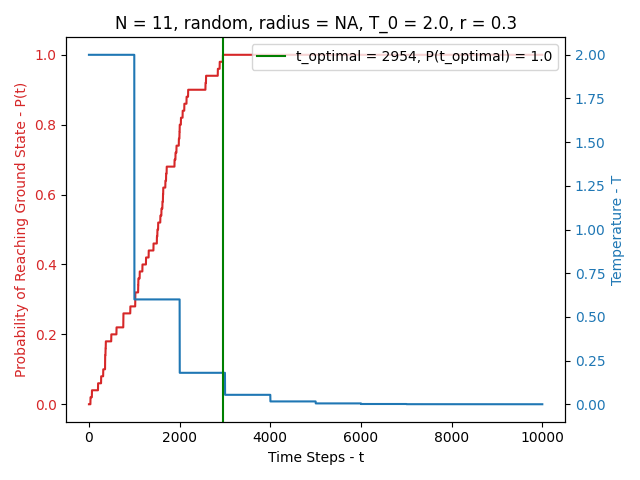 N = 11, random, radius = NA, T_0 = 2.0, r = 0.3
t_optimal = 2954, P(t_optimal) = 1.0
Probability of Reaching Ground State - P(t)
1.0
0.8
0.6
0.4
0.2
0.0
2.00
1.75
1.50
1.25
1.00
0.75
0.50
0.25
0.00
Temperature - T
0 2000 4000 6000 8000 10000
Time Steps - t